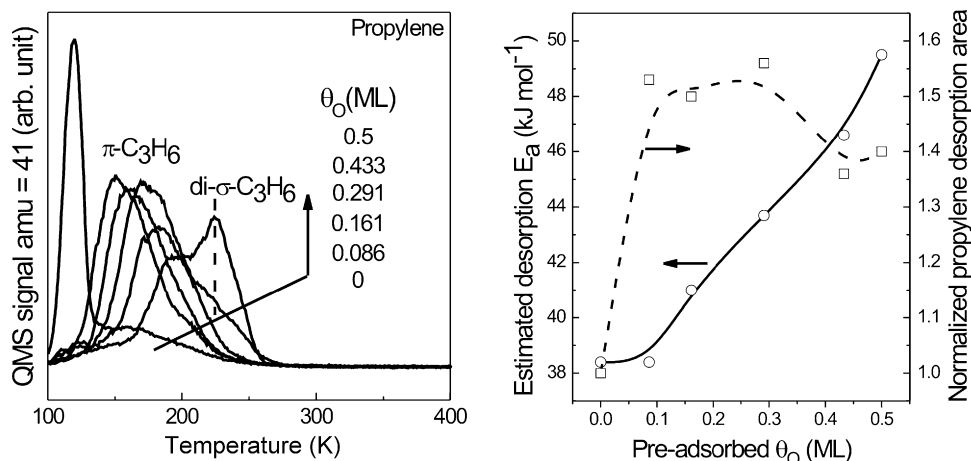 Propylene
θO(ML)
0.5
0.433
0.291
0.161
0.086
0
π-C3H6
di-σ-C3H6
QMS signal amu = 41 (arb. unit)
100 200 300 400
Temperature (K)
Estimated desorption Ea (kJ mol-1)
50
48
46
44
42
40
38
0.0 0.1 0.2 0.3 0.4 0.5
Pre-adsorbed θO (ML)
1.6
1.5
1.4
1.3
1.2
1.1
1.0
Normalized propylene desorption area